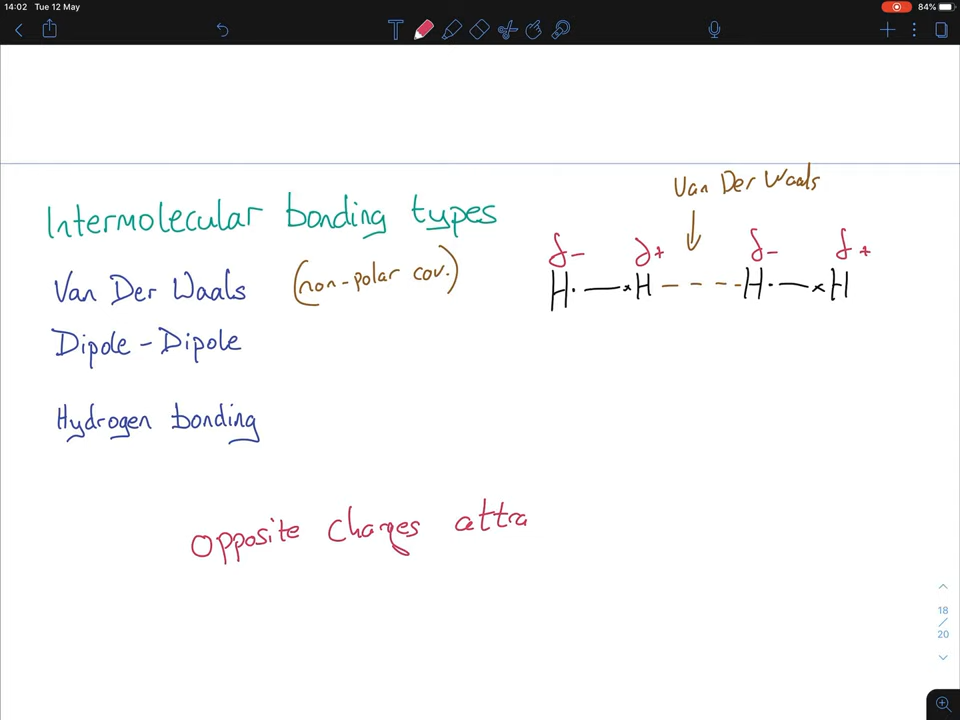 14:02 Tue 12 May
84%
T
Van Der Waals
Intermolecular bonding types
δ- δ+ δ- δ+
Van Der Waals (non-polar cov.)
H· —×H - - - H· —×H
Dipole - Dipole
Hydrogen bonding
opposite charges attra
18
/
20